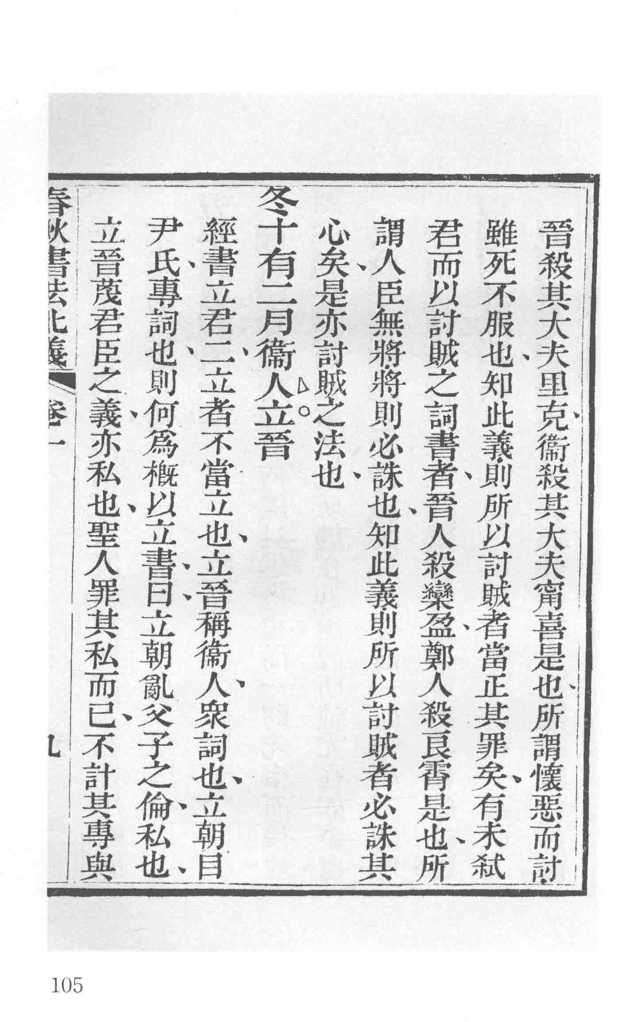 晉殺其大夫里克、衞殺其大夫甯喜是也、所謂懷惡而討、
雖死不服也、知此義、則所以討賊者當正其罪矣、有未弑
君而以討賊之詞書者、晉人殺欒盈、鄭人殺良霄是也、所
謂人臣無將、將則必誅也、知此義則所以討賊者必誅其
心矣、是亦討賊之法也、
冬十有二月衞人立晉
經書立君二、立者不當立也、立晉稱衞人、衆詞也、立朝目
尹氏、專詞也、則何爲槪以立書、曰、立朝亂父子之倫、私也、
立晉蔑君臣之義、亦私也、聖人罪其私而已、不計其專與
春秋書法比義 卷一 九
105